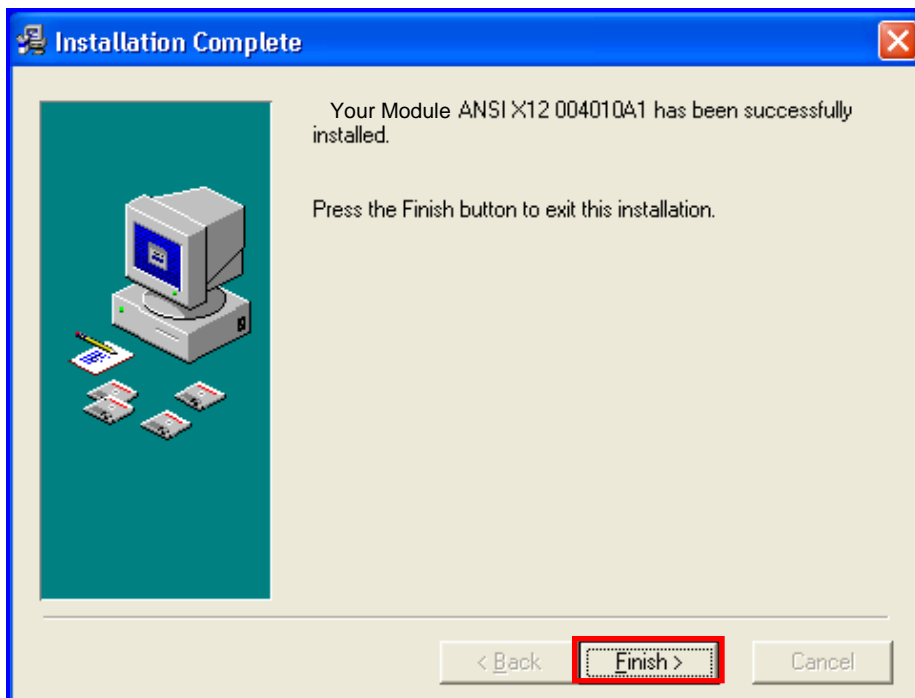 Installation Complete
Your Module ANSI X12 004010A1 has been successfully
installed.
Press the Finish button to exit this installation.
< Back
Finish >
Cancel